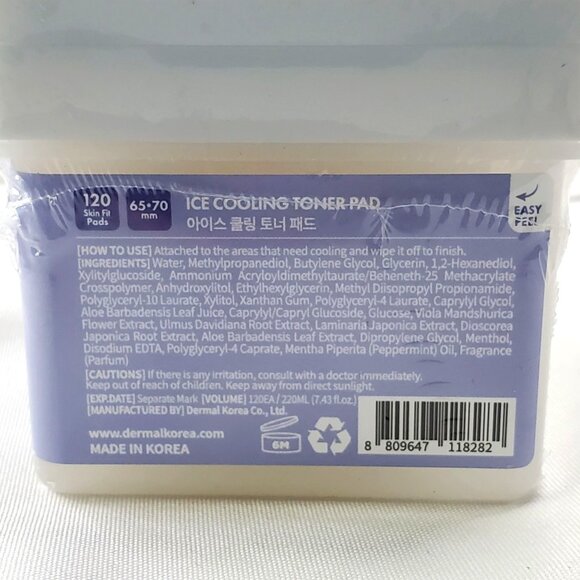 120
Skin Fit
Pads
65*70
mm
ICE COOLING TONER PAD
아이스 쿨링 토너 패드
EASY
PEEL
[HOW TO USE] Attached to the areas that need cooling and wipe it off to finish.
[INGREDIENTS] Water, Methylpropanediol, Butylene Glycol, Glycerin, 1,2-Hexanediol,
Xylitylglucoside, Ammonium Acryloyldimethyltaurate/Beheneth-25 Methacrylate
Crosspolymer, Anhydroxylitol, Ethylhexylglycerin, Methyl Diisopropyl Propionamide,
Polyglyceryl-10 Laurate, Xylitol, Xanthan Gum, Polyglyceryl-4 Laurate, Caprylyl Glycol,
Aloe Barbadensis Leaf Juice, Caprylyl/Capryl Glucoside, Glucose, Viola Mandshurica
Flower Extract, Ulmus Davidiana Root Extract, Laminaria Japonica Extract, Dioscorea
Japonica Root Extract, Aloe Barbadensis Leaf Extract, Dipropylene Glycol, Menthol,
Disodium EDTA, Polyglyceryl-4 Caprate, Mentha Piperita (Peppermint) Oil, Fragrance
(Parfum)
[CAUTIONS] If there is any irritation, consult with a doctor immediately.
Keep out of reach of children. Keep away from direct sunlight.
[EXP.DATE] Separate Mark [VOLUME] 120EA / 220ML (7.43 fl.oz.)
[MANUFACTURED BY] Dermal Korea Co., Ltd.
www.dermalkorea.com
MADE IN KOREA
6M
8 809647 118282